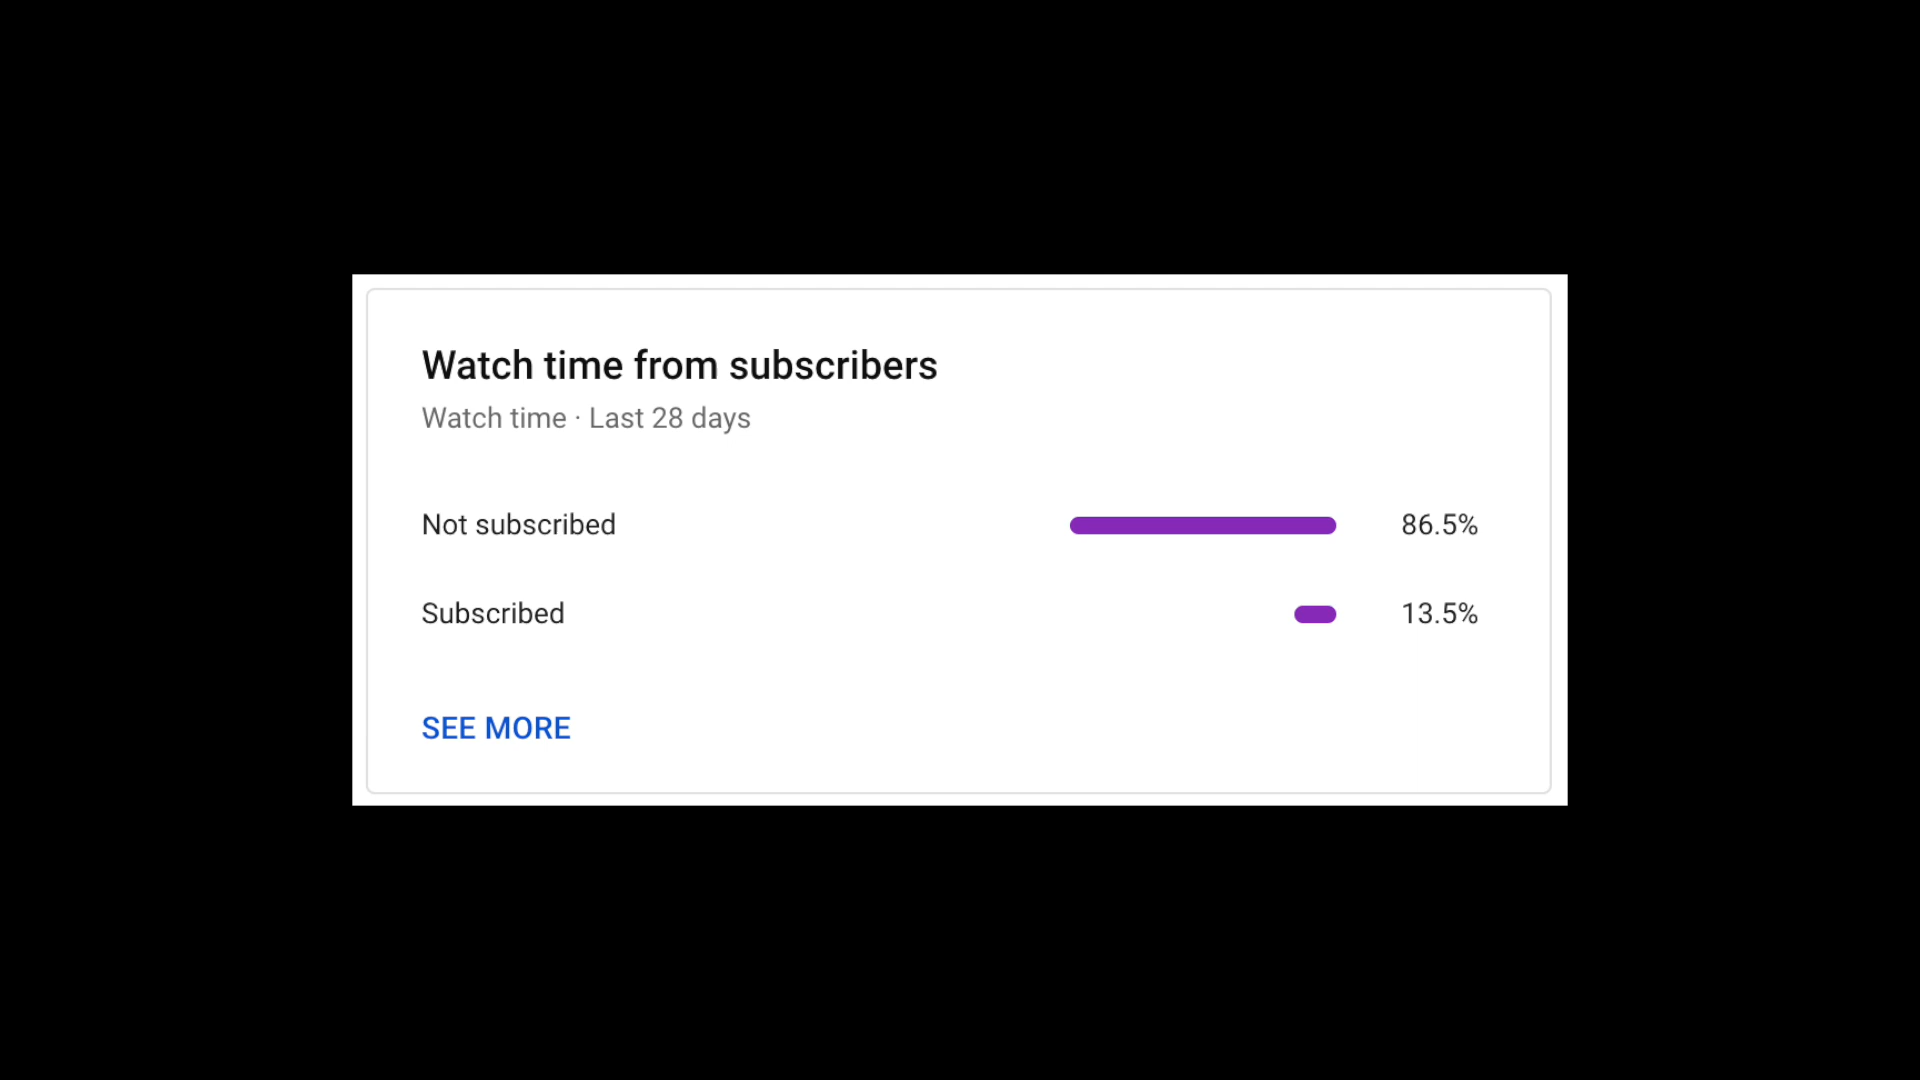 Watch time from subscribers
Watch time · Last 28 days
Not subscribed 86.5%
Subscribed 13.5%
SEE MORE